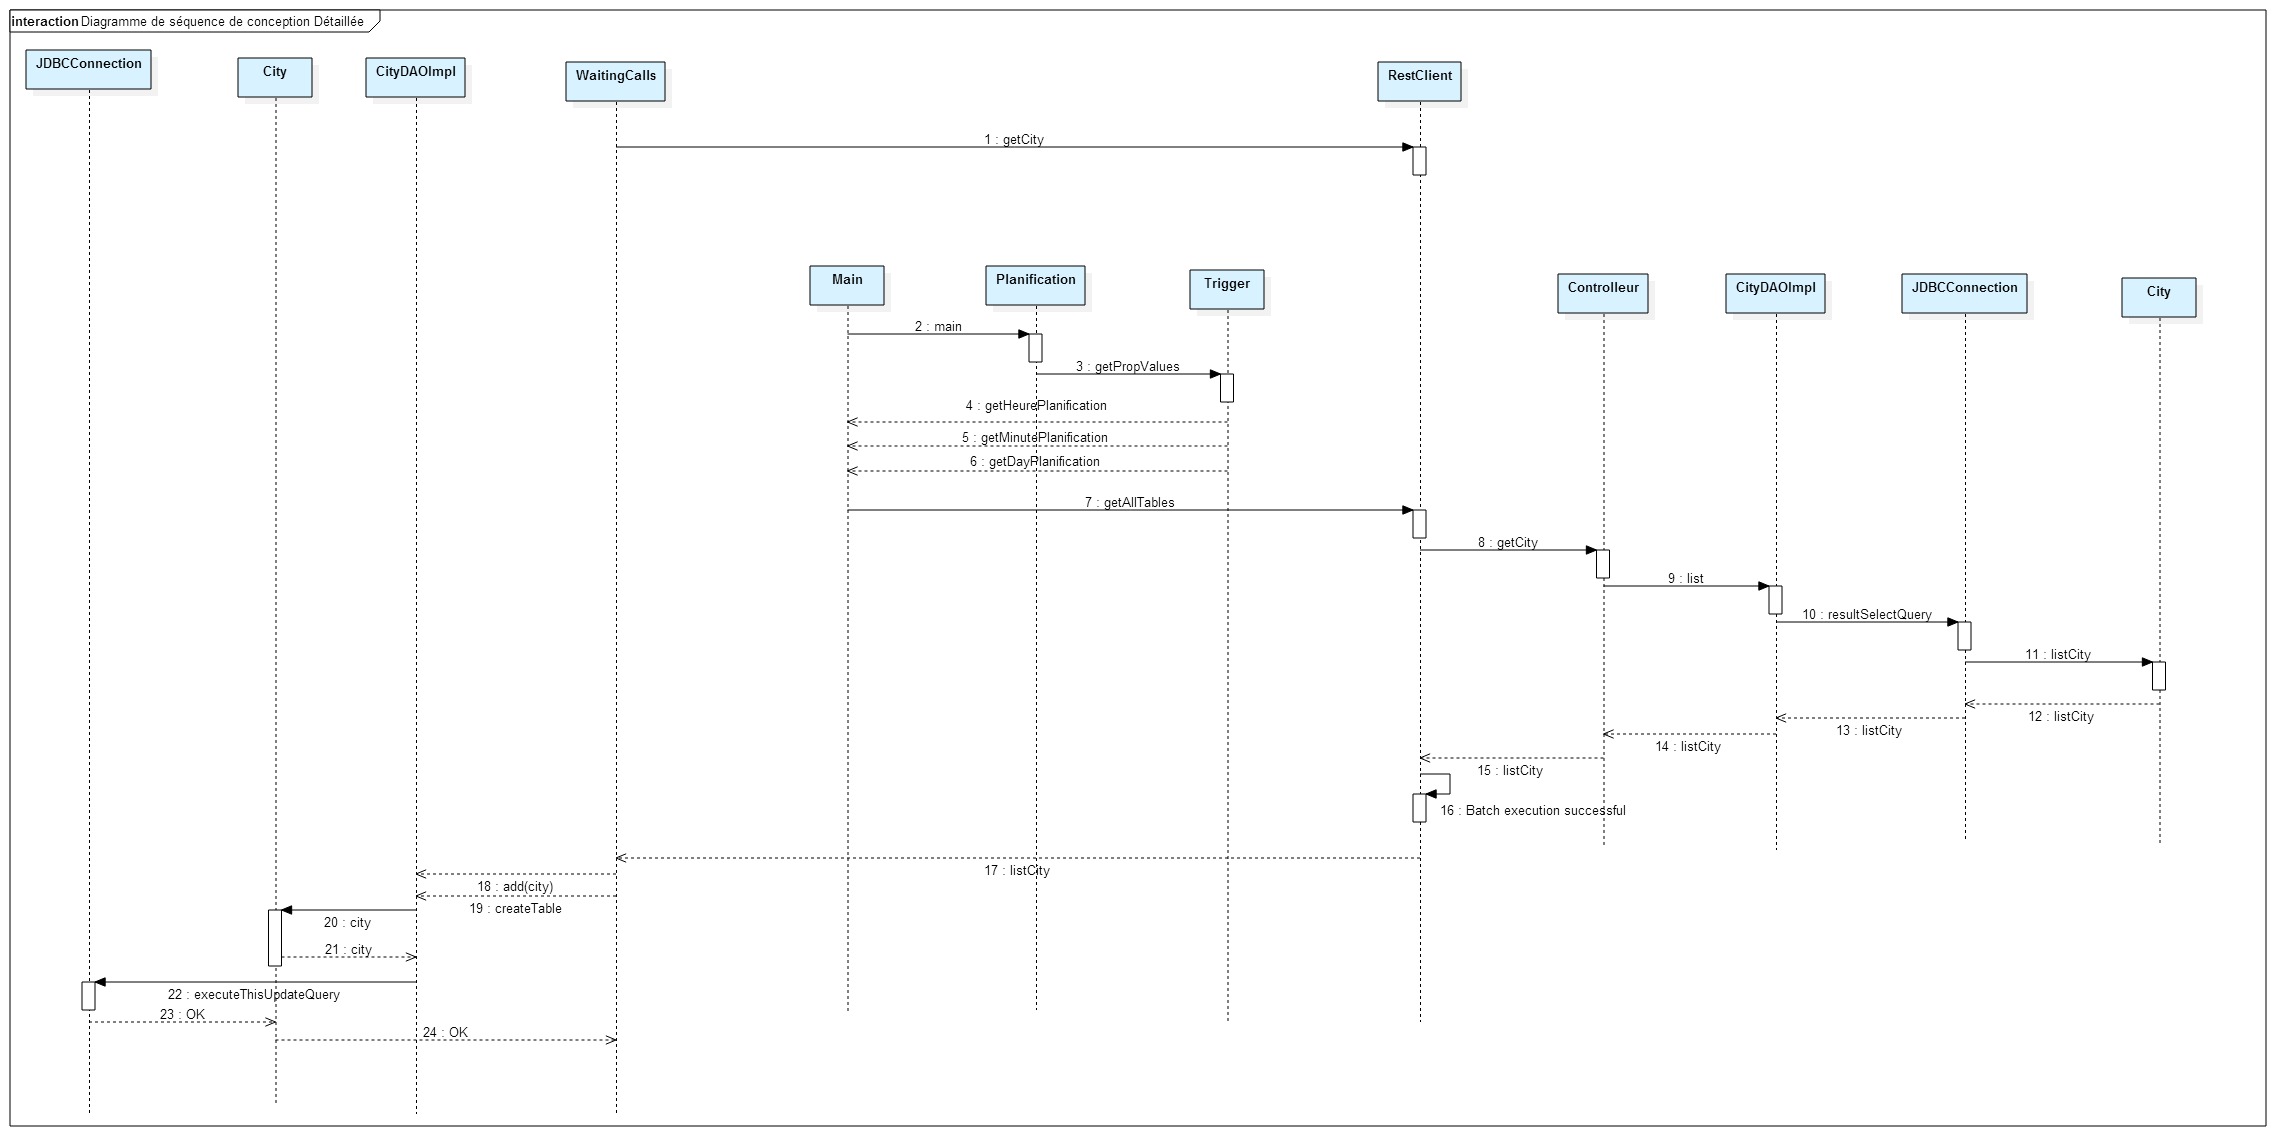 interaction Diagramme de séquence de conception Détaillée
JDBCConnection
City
CityDAOImpl
WaitingCalls
RestClient
1 : getCity
Main
Planification
Trigger
Controlleur
CityDAOImpl
JDBCConnection
City
2 : main
3 : getPropValues
4 : getHeurePlanification
5 : getMinutePlanification
6 : getDayPlanification
7 : getAllTables
8 : getCity
9 : list
10 : resultSelectQuery
11 : listCity
12 : listCity
13 : listCity
14 : listCity
15 : listCity
16 : Batch execution successful
17 : listCity
18 : add(city)
19 : createTable
20 : city
21 : city
22 : executeThisUpdateQuery
23 : OK
24 : OK